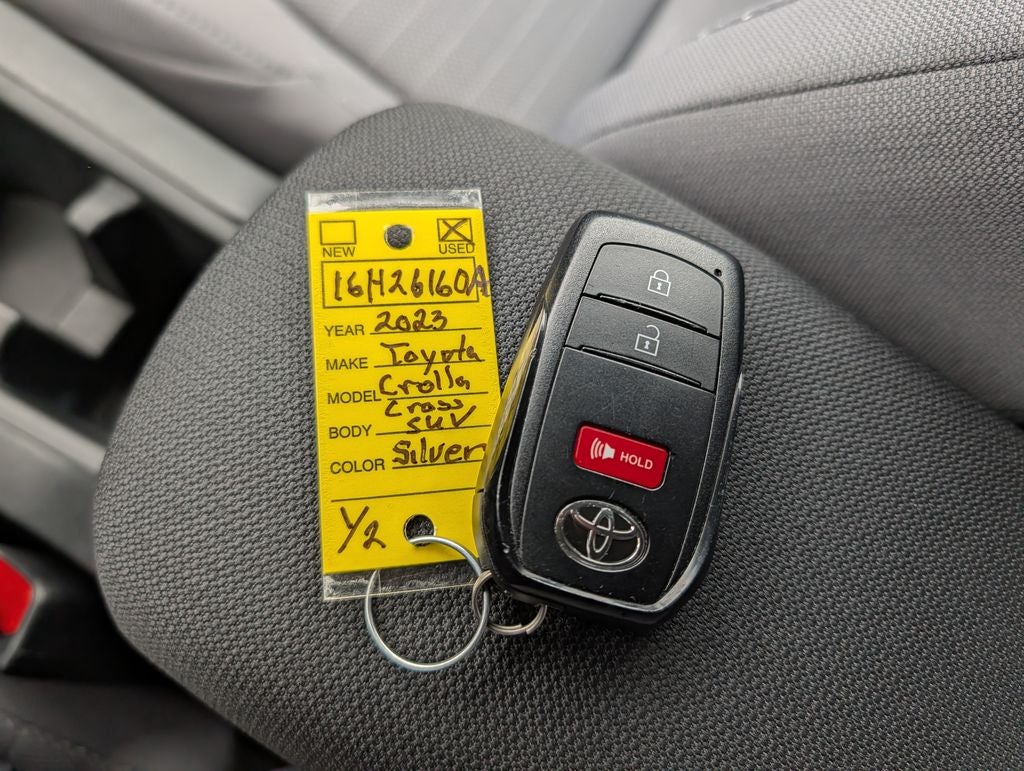 NEW USED
16H26160A
YEAR 2023
MAKE Toyota
MODEL Crolla
Cross
BODY SUV
COLOR Silver
1/2
HOLD